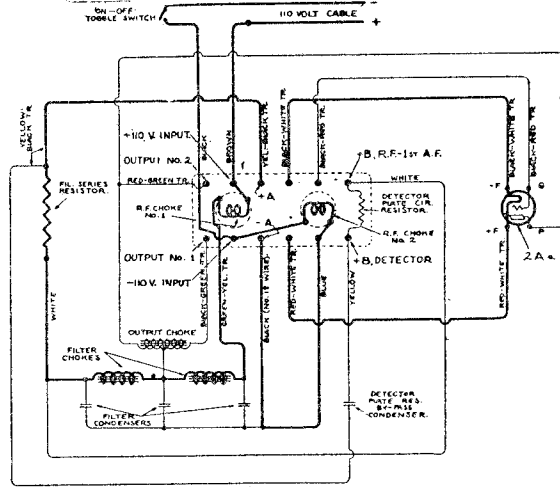 ON-OFF
TOGGLE SWITCH
110 VOLT CABLE
−
+
YELLOW
BLACK TR.
FIL. SERIES
RESISTOR.
WHITE
+110 V. INPUT
OUTPUT NO. 2
RED-GREEN TR.
R.F. CHOKE
NO. 1
OUTPUT NO. 1
−110 V. INPUT
BLACK
BROWN
YEL-BLACK TR.
+A
A
BLACK-WHITE TR.
BLACK-RED TR.
+B, R.F.-1ST A.F.
WHITE
DETECTOR
PLATE CIR.
RESISTOR.
R.F. CHOKE
NO. 2
+B, DETECTOR
BLACK-GREEN TR.
GREEN-YEL. TR.
BLACK (NO. 18 WIRE)
RED-WHITE TR.
BLUE
YELLOW
OUTPUT CHOKE
FILTER
CHOKES
FILTER
CONDENSERS
DETECTOR
PLATE RES.
BY-PASS
CONDENSER.
BLACK-WHITE TR.
BLACK-RED TR.
-F
G
+F
P
RED-WHITE TR.